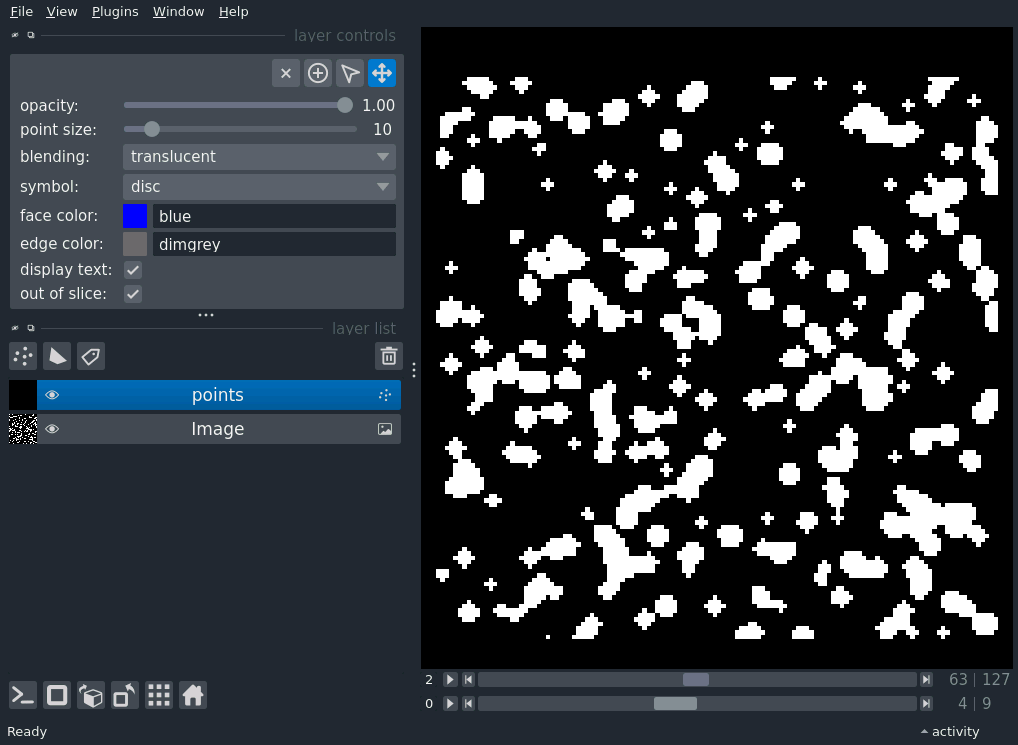 File View Plugins Window Help
layer controls
opacity: 1.00
point size: 10
blending: translucent
symbol: disc
face color: blue
edge color: dimgrey
display text:
out of slice:
layer list
points
Image
2 63 | 127
0 4 | 9
Ready activity